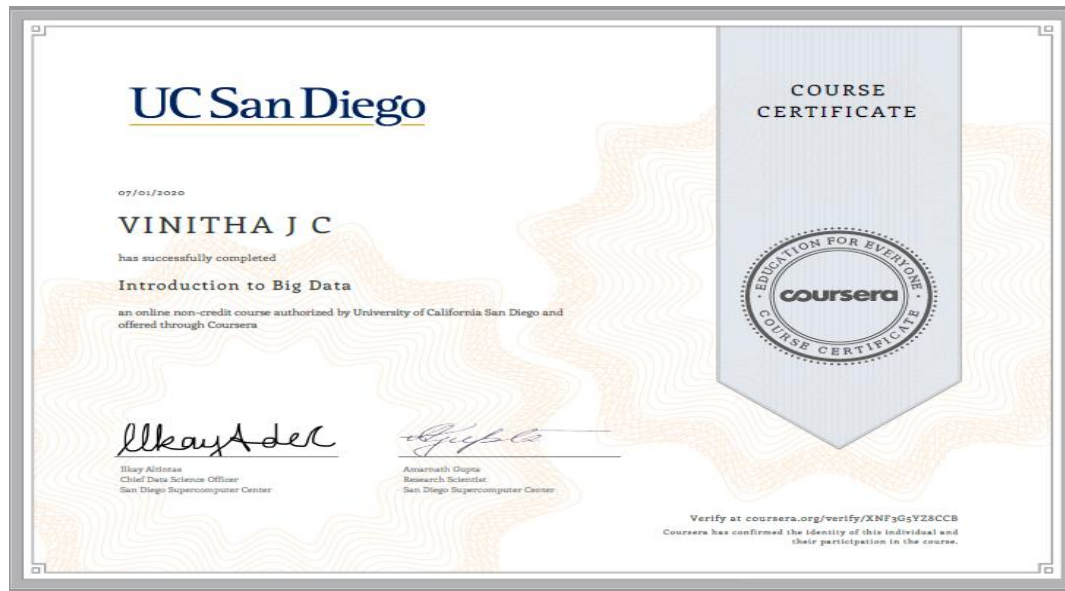 UC San Diego
07/01/2020
VINITHA J C
has successfully completed
Introduction to Big Data
an online non-credit course authorized by University of California San Diego and
offered through Coursera
Ilkay Altintas
Chief Data Science Officer
San Diego Supercomputer Center
Amarnath Gupta
Research Scientist
San Diego Supercomputer Center
COURSE
CERTIFICATE
EDUCATION FOR EVERYONE
coursera
COURSE CERTIFICATE
Verify at coursera.org/verify/XNF3G5YZ8CCB
Coursera has confirmed the identity of this individual and
their participation in the course.